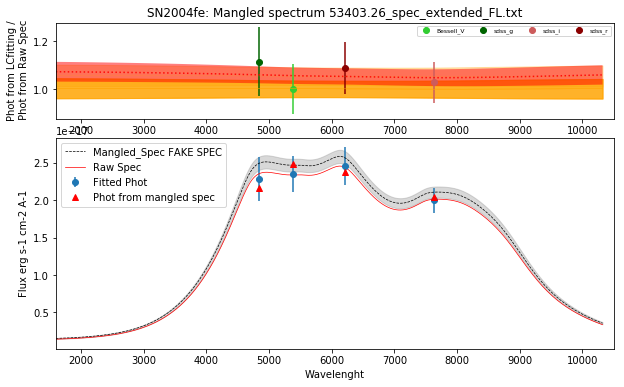 SN2004fe: Mangled spectrum 53403.26_spec_extended_FL.txt
Phot from LCfitting /
Phot from Raw Spec
1.2
1.0
Bessell_V
sdss_g
sdss_i
sdss_r
2000 3000 4000 5000 6000 7000 8000 9000 10000
1e−17
Flux erg s-1 cm-2 A-1
2.5
2.0
1.5
1.0
0.5
Mangled_Spec FAKE SPEC
Raw Spec
Fitted Phot
Phot from mangled spec
2000 3000 4000 5000 6000 7000 8000 9000 10000
Wavelenght